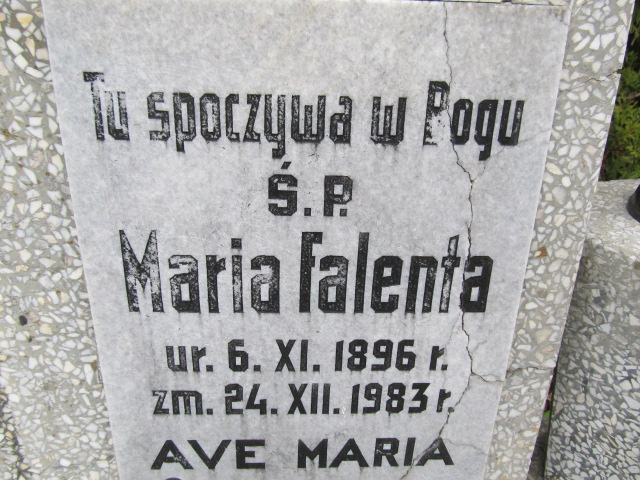 Tu spoczywa w Bogu
Ś.P.
Maria Falenta
ur. 6. XI. 1896 r.
zm. 24. XII. 1983 r.
AVE MARIA